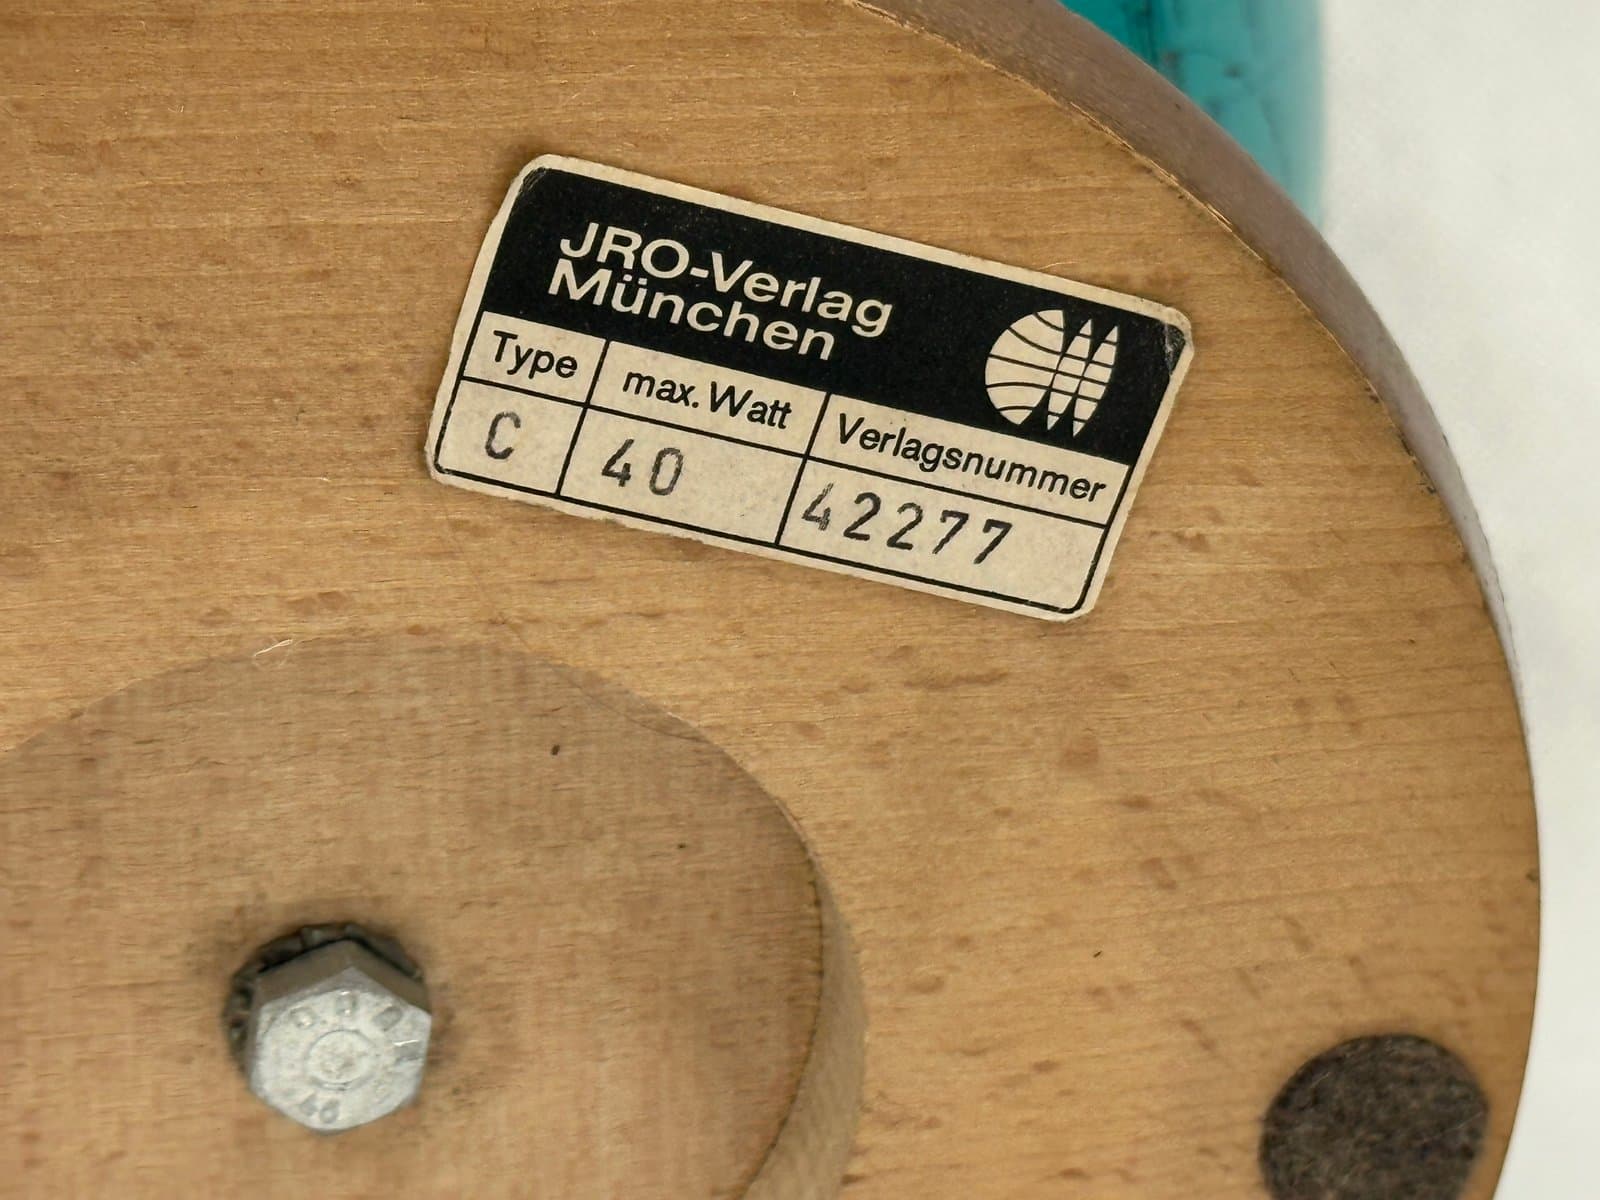 JRO-Verlag
München
Type max. Watt Verlagsnummer
C 40 42277